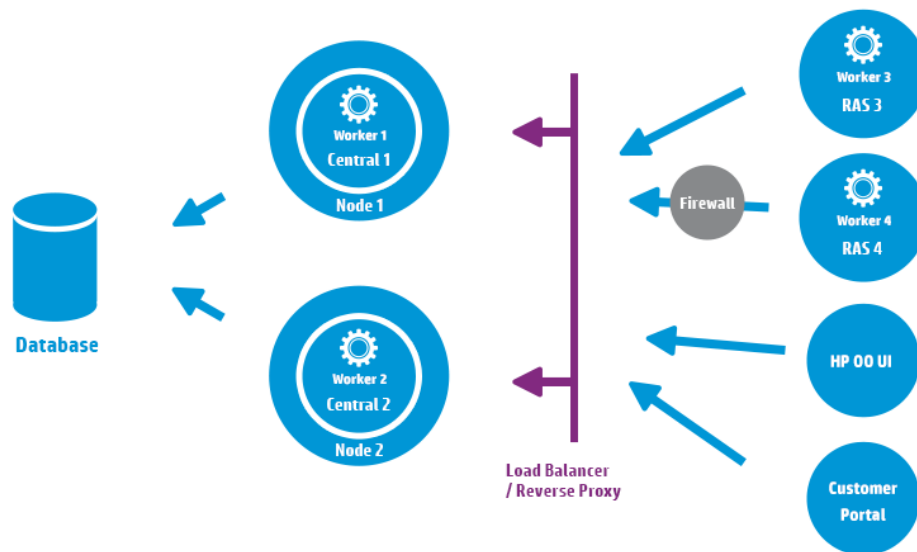 Worker 1
Central 1
Node 1
Worker 2
Central 2
Node 2
Database
Load Balancer
/ Reverse Proxy
Firewall
Worker 3
RAS 3
Worker 4
RAS 4
HP OO UI
Customer
Portal